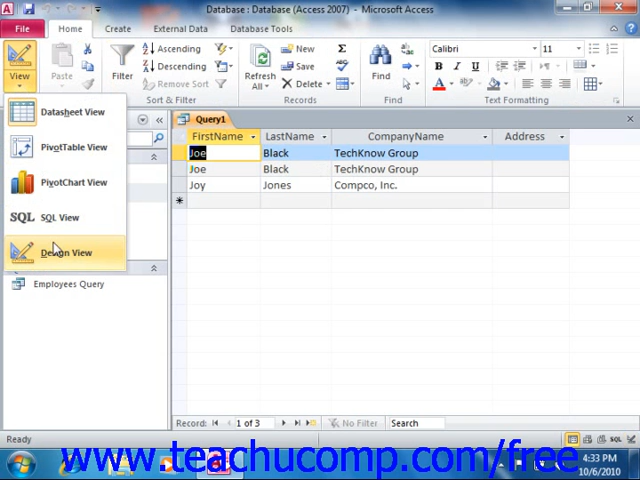 Database : Database (Access 2007) - Microsoft Access
File Home Create External Data Database Tools
View
Paste
Filter
Ascending
Descending
Remove Sort
Refresh All
New
Save
Delete
Find
Calibri 11
Clipboard
Sort & Filter
Records
Find
Text Formatting
Datasheet View
PivotTable View
PivotChart View
SQL SQL View
Design View
Employees Query
Query1
FirstName LastName CompanyName Address
Joe Black TechKnow Group
Joe Black TechKnow Group
Joy Jones Compco, Inc.
Record: 1 of 3 No Filter Search
Ready
SQL
www.teachucomp.com/free
4:33 PM
10/6/2010